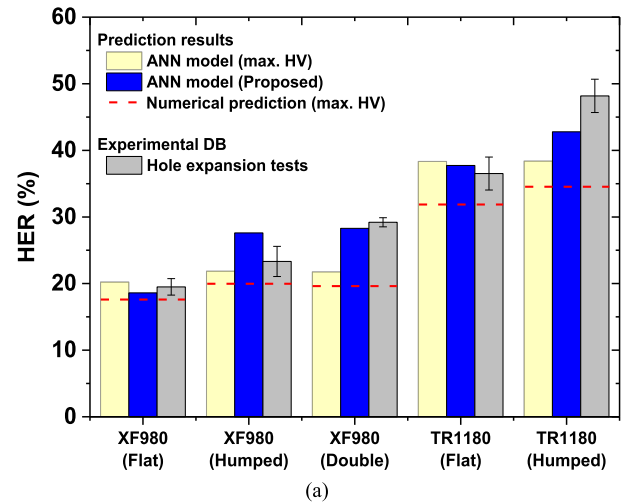 60
50
40
30
20
10
0
HER (%)
Prediction results
ANN model (max. HV)
ANN model (Proposed)
Numerical prediction (max. HV)
Experimental DB
Hole expansion tests
XF980 XF980 XF980 TR1180 TR1180
(Flat) (Humped) (Double) (Flat) (Humped)
(a)